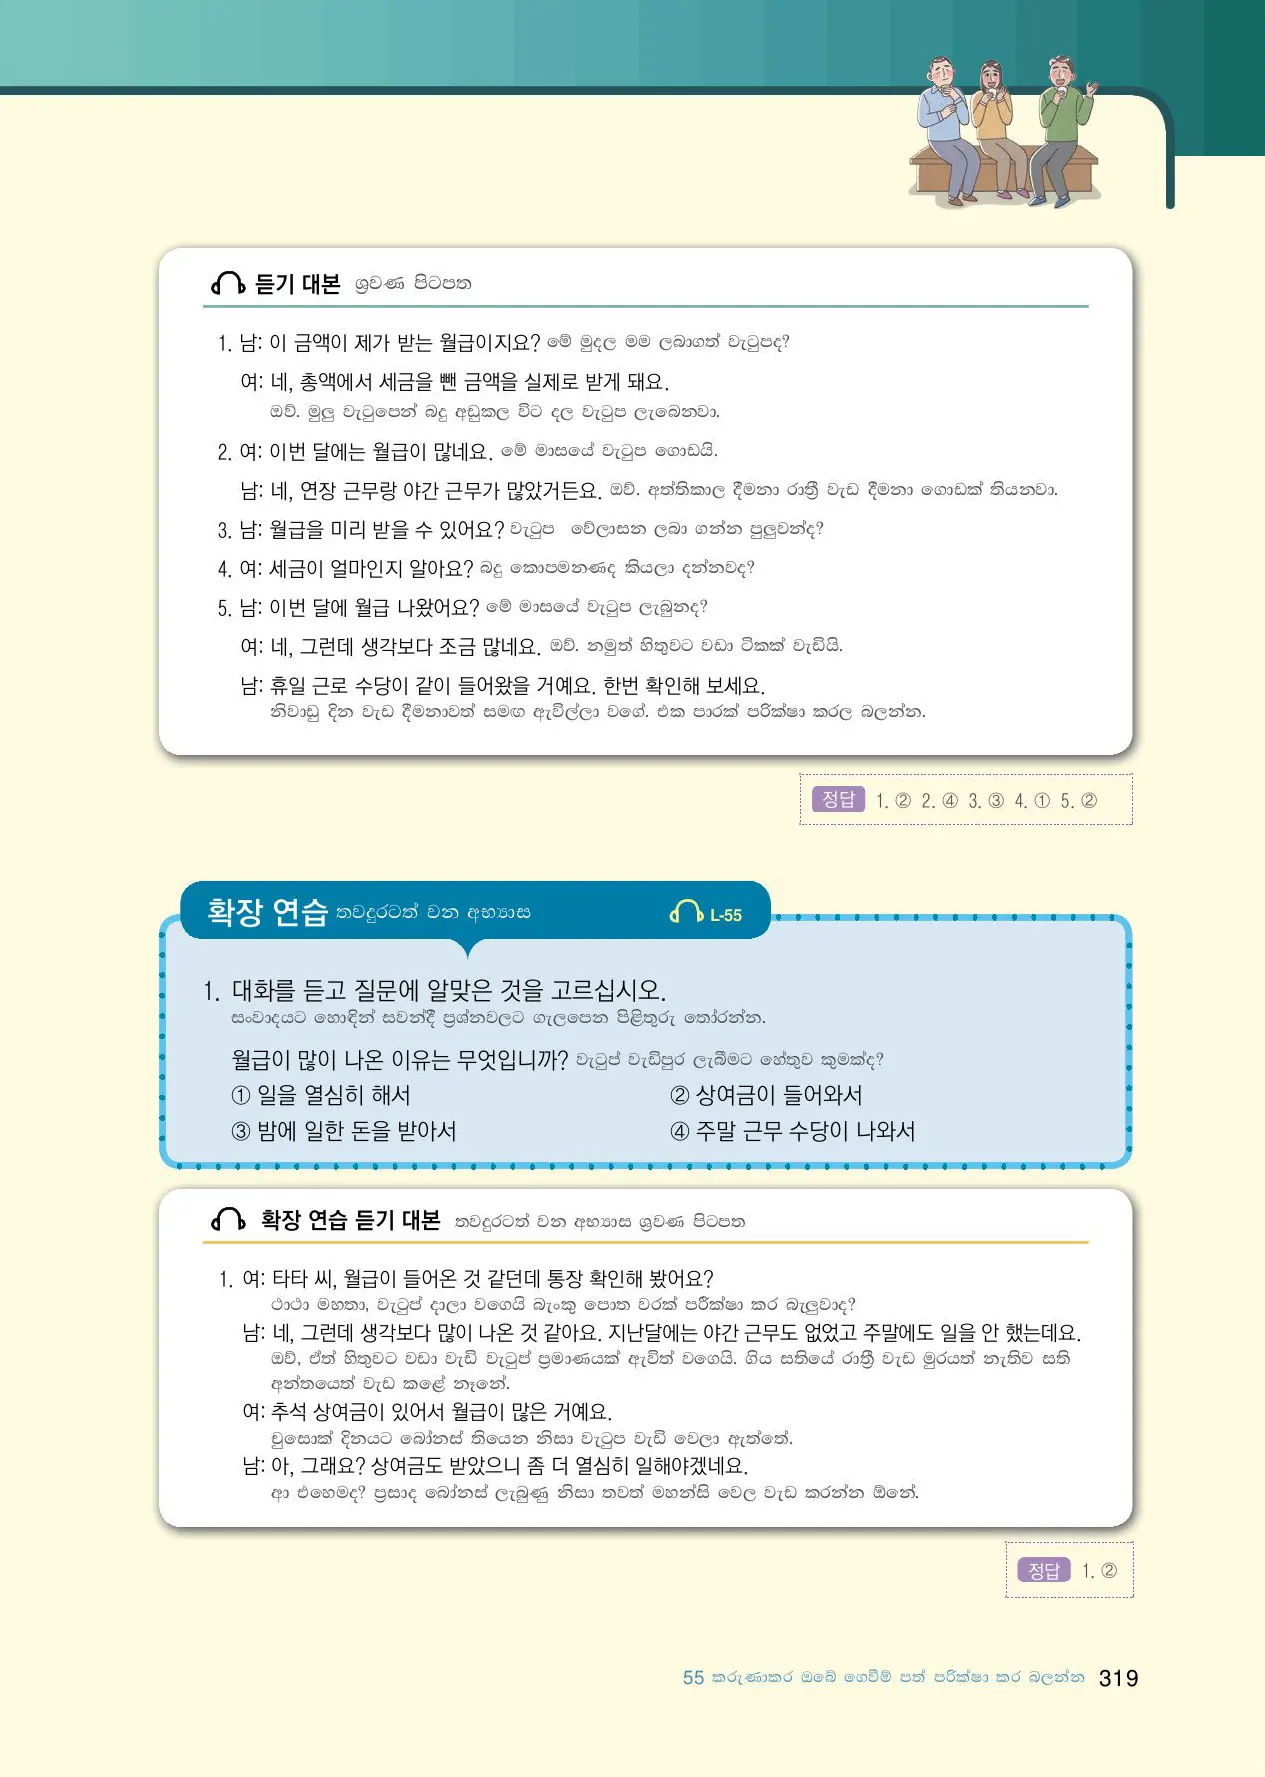 듣기 대본 ශ්‍රවණ පිටපත
1. 남: 이 금액이 제가 받는 월급이지요? මේ මුදල මම ලබාගත් වැටුපද?
여: 네, 총액에서 세금을 뺀 금액을 실제로 받게 돼요.
ඔව්. මුලු වැටුපෙන් බදු අඩුකල විට දල වැටුප ලැබෙනවා.
2. 여: 이번 달에는 월급이 많네요. මේ මාසයේ වැටුප ගොඩයි.
남: 네, 연장 근무랑 야간 근무가 많았거든요. ඔව්. අත්තිකාල දීමනා රාත්‍රී වැඩ දීමනා ගොඩක් තියනවා.
3. 남: 월급을 미리 받을 수 있어요? වැටුප වේලාසන ලබා ගන්න පුලුවන්ද?
4. 여: 세금이 얼마인지 알아요? බදු කොපමනණද කියලා දන්නවද?
5. 남: 이번 달에 월급 나왔어요? මේ මාසයේ වැටුප ලැබුනද?
여: 네, 그런데 생각보다 조금 많네요. ඔව්. නමුත් හිතුවට වඩා ටිකක් වැඩියි.
남: 휴일 근로 수당이 같이 들어왔을 거예요. 한번 확인해 보세요.
නිවාඩු දින වැඩ දීමනාවත් සමඟ ඇවිල්ලා වගේ. එක පාරක් පරික්ෂා කරල බලන්න.
정답 1. ② 2. ④ 3. ③ 4. ① 5. ②
확장 연습 තවදුරටත් වන අභ්‍යාස L-55
1. 대화를 듣고 질문에 알맞은 것을 고르십시오.
සංවාදයට හොඳින් සවන්දී ප්‍රශ්නවලට ගැලපෙන පිළිතුරු තෝරන්න.
월급이 많이 나온 이유는 무엇입니까? වැටුප් වැඩිපුර ලැබීමට හේතුව කුමක්ද?
① 일을 열심히 해서 ② 상여금이 들어와서
③ 밤에 일한 돈을 받아서 ④ 주말 근무 수당이 나와서
확장 연습 듣기 대본 තවදුරටත් වන අභ්‍යාස ශ්‍රවණ පිටපත
1. 여: 타타 씨, 월급이 들어온 것 같던데 통장 확인해 봤어요?
ථාථා මහතා, වැටුප් දාලා වගෙයි බැංකු පොත වරක් පරීක්ෂා කර බැලුවාද?
남: 네, 그런데 생각보다 많이 나온 것 같아요. 지난달에는 야간 근무도 없었고 주말에도 일을 안 했는데요.
ඔව්, ඒත් හිතුවට වඩා වැඩි වැටුප් ප්‍රමාණයක් ඇවිත් වගෙයි. ගිය සතියේ රාත්‍රී වැඩ මුරයත් නැතිව සති
අන්තයෙත් වැඩ කළේ නෑනේ.
여: 추석 상여금이 있어서 월급이 많은 거예요.
චුසොක් දිනයට බෝනස් තියෙන නිසා වැටුප වැඩි වෙලා ඇත්තේ.
남: 아, 그래요? 상여금도 받았으니 좀 더 열심히 일해야겠네요.
ආ එහෙමද? ප්‍රසාද බෝනස් ලැබුණු නිසා තවත් මහන්සි වෙල වැඩ කරන්න ඕනේ.
정답 1. ②
55 කරුණාකර ඔබේ ගෙවීම් පත් පරික්ෂා කර බලන්න 319